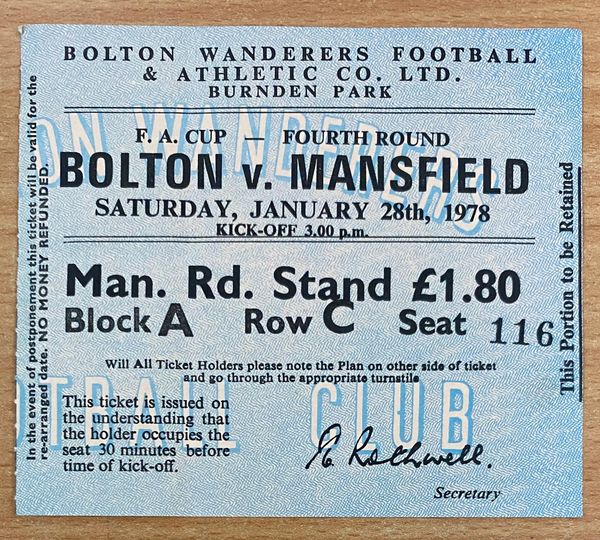 BOLTON WANDERERS FOOTBALL
& ATHLETIC CO. LTD.
BURNDEN PARK
F. A. CUP — FOURTH ROUND
BOLTON v. MANSFIELD
SATURDAY, JANUARY 28th, 1978
KICK-OFF 3.00 p.m.
Man. Rd. Stand £1.80
Block A Row C Seat 116
Will All Ticket Holders please note the Plan on other side of ticket
and go through the appropriate turnstile
This ticket is issued on
the understanding that
the holder occupies the
seat 30 minutes before
time of kick-off.
Rothwell.
Secretary
In the event of postponement this ticket will be valid for the
re-arranged date. NO MONEY REFUNDED.
This Portion to be Retained
ON WANDERERS
OTBALL CLUB